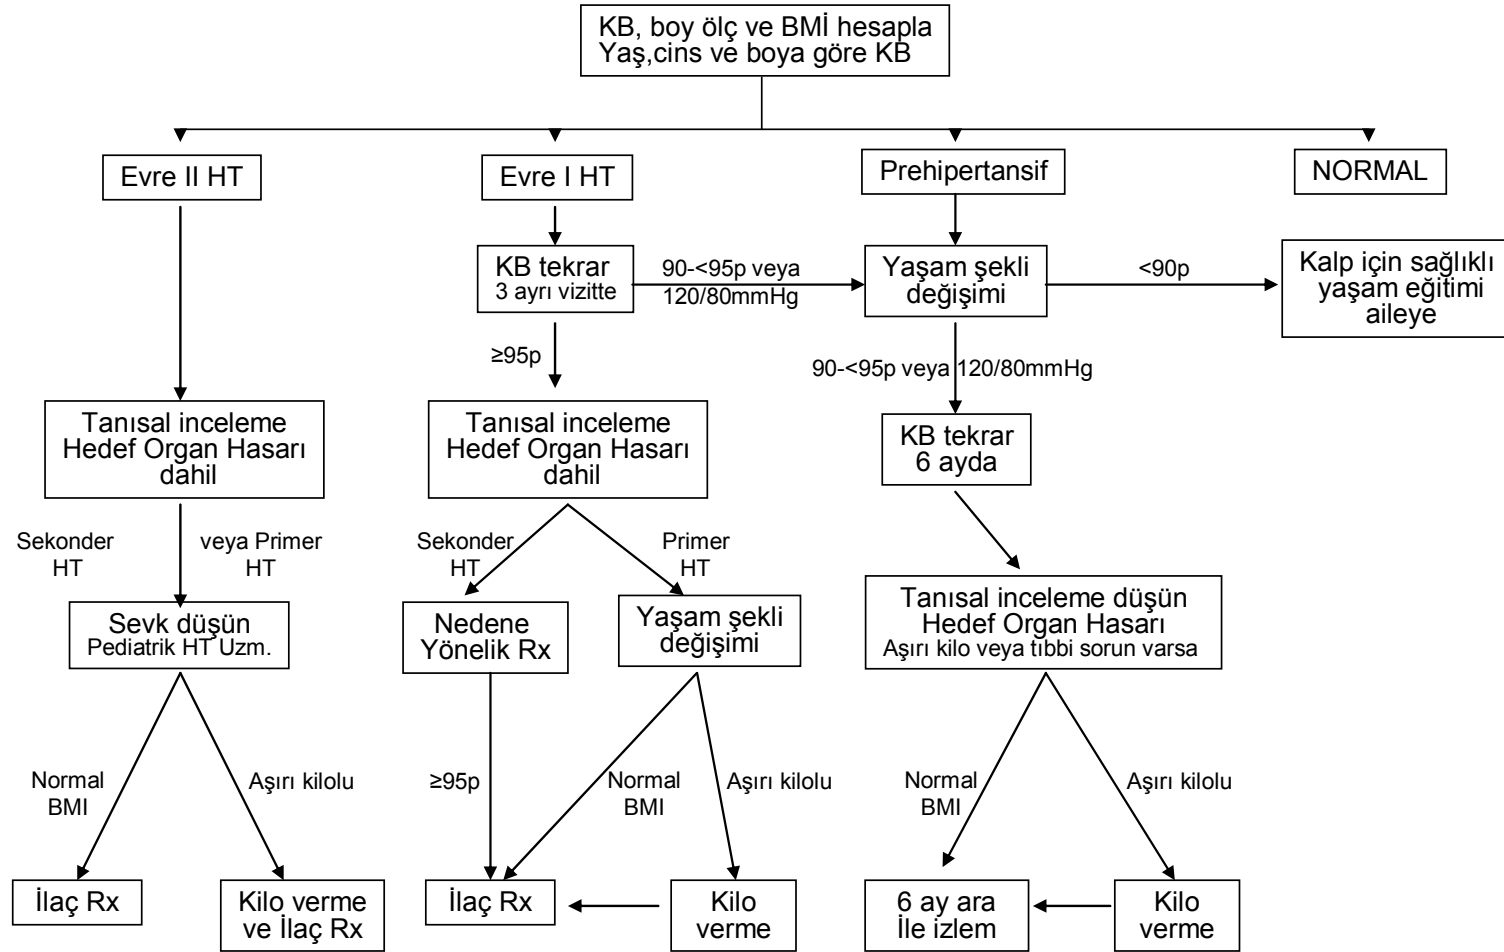 KB, boy ölç ve BMİ hesapla
Yaş,cins ve boya göre KB
Evre II HT
Evre I HT
Prehipertansif
NORMAL
KB tekrar
3 ayrı vizitte
90-<95p veya
120/80mmHg
Yaşam şekli
değişimi
<90p
Kalp için sağlıklı
yaşam eğitimi
aileye
≥95p
90-<95p veya 120/80mmHg
Tanısal inceleme
Hedef Organ Hasarı
dahil
Tanısal inceleme
Hedef Organ Hasarı
dahil
KB tekrar
6 ayda
Sekonder
HT
veya Primer
HT
Sekonder
HT
Primer
HT
Sevk düşün
Pediatrik HT Uzm.
Nedene
Yönelik Rx
Yaşam şekli
değişimi
Tanısal inceleme düşün
Hedef Organ Hasarı
Aşırı kilo veya tıbbi sorun varsa
Normal
BMI
Aşırı kilolu
≥95p
Normal
BMI
Aşırı kilolu
Normal
BMI
Aşırı kilolu
İlaç Rx
Kilo verme
ve İlaç Rx
İlaç Rx
Kilo
verme
6 ay ara
İle izlem
Kilo
verme